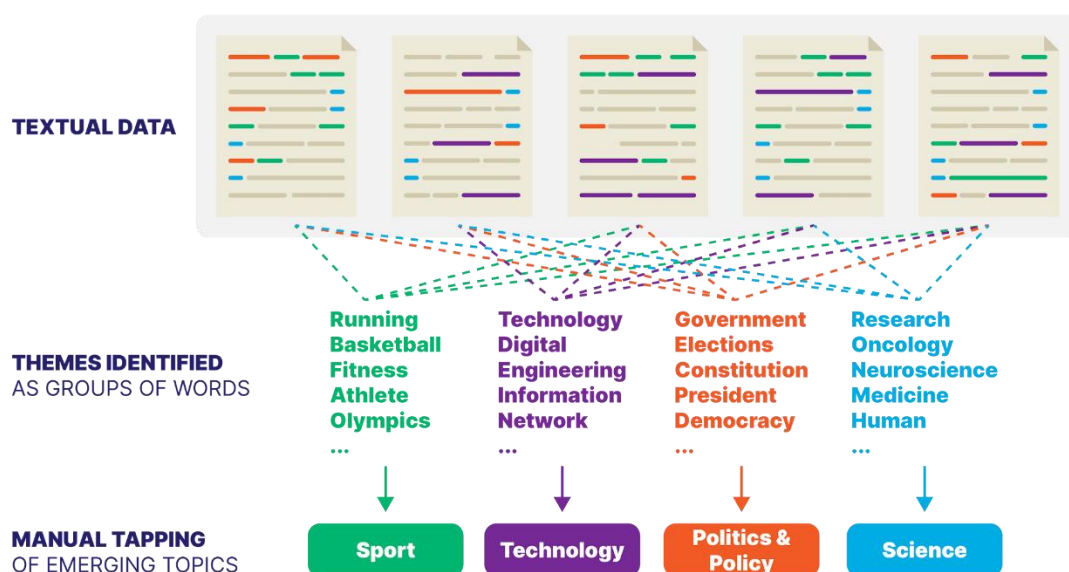 TEXTUAL DATA
THEMES IDENTIFIED
AS GROUPS OF WORDS
Running
Basketball
Fitness
Athlete
Olympics
...
Technology
Digital
Engineering
Information
Network
...
Government
Elections
Constitution
President
Democracy
...
Research
Oncology
Neuroscience
Medicine
Human
...
MANUAL TAPPING
OF EMERGING TOPICS
Sport
Technology
Politics &
Policy
Science